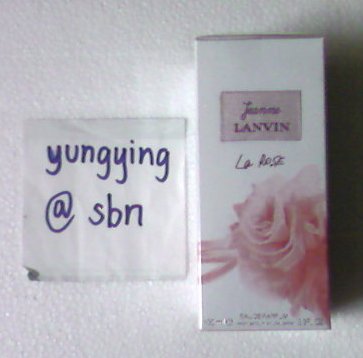 yungying
@ sbn
Jeanne
LANVIN
La ROSE
EAU DE PARFUM